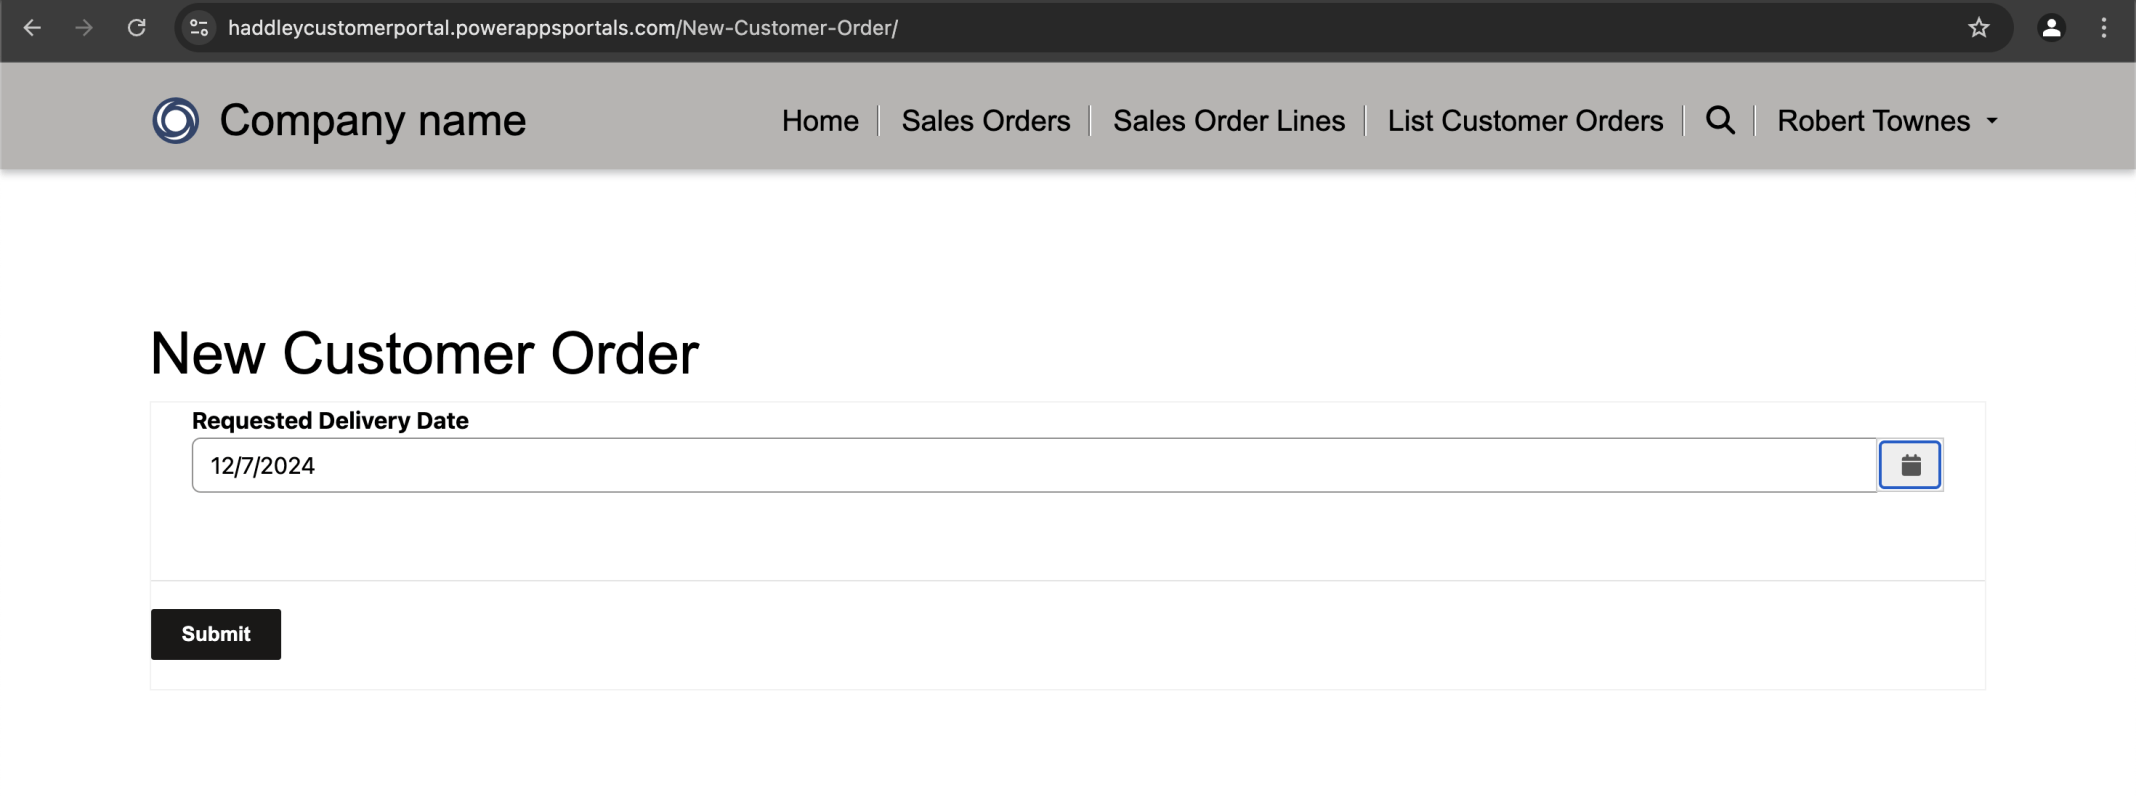 haddleycustomerportal.powerappsportals.com/New-Customer-Order/
Company name
Home
Sales Orders
Sales Order Lines
List Customer Orders
Robert Townes
New Customer Order
Requested Delivery Date
12/7/2024
Submit